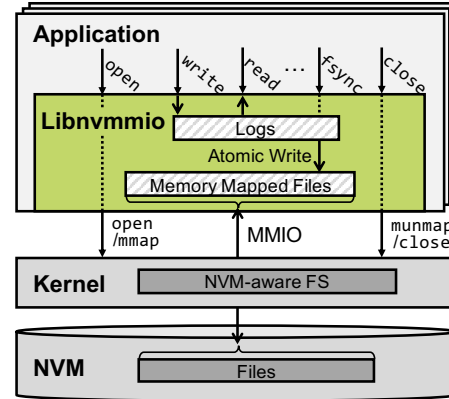 Application
open
write
read
...
fsync
close
Libnvmmio
Logs
Atomic Write
Memory Mapped Files
open
/mmap
MMIO
munmap
/close
Kernel
NVM-aware FS
NVM
Files